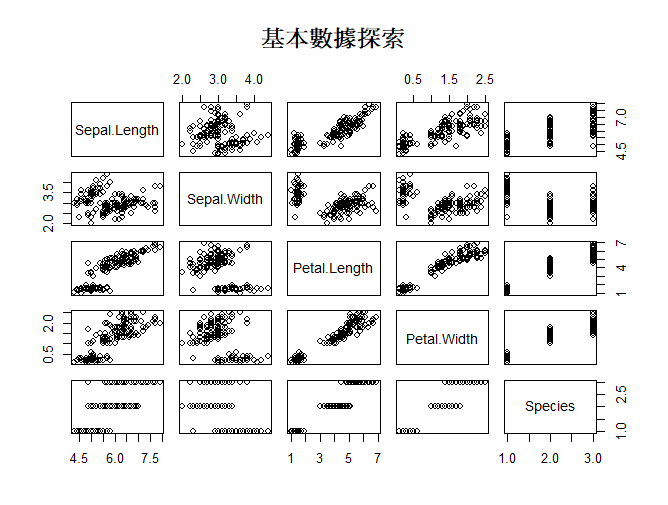 基本數據探索
2.0 3.0 4.0 0.5 1.5 2.5
Sepal.Length
4.5 7.0
2.0 3.5
Sepal.Width
Petal.Length
1 4 7
0.5 2.0
Petal.Width
Species
1.0 2.5
4.5 6.0 7.5 1 3 5 7 1.0 2.0 3.0